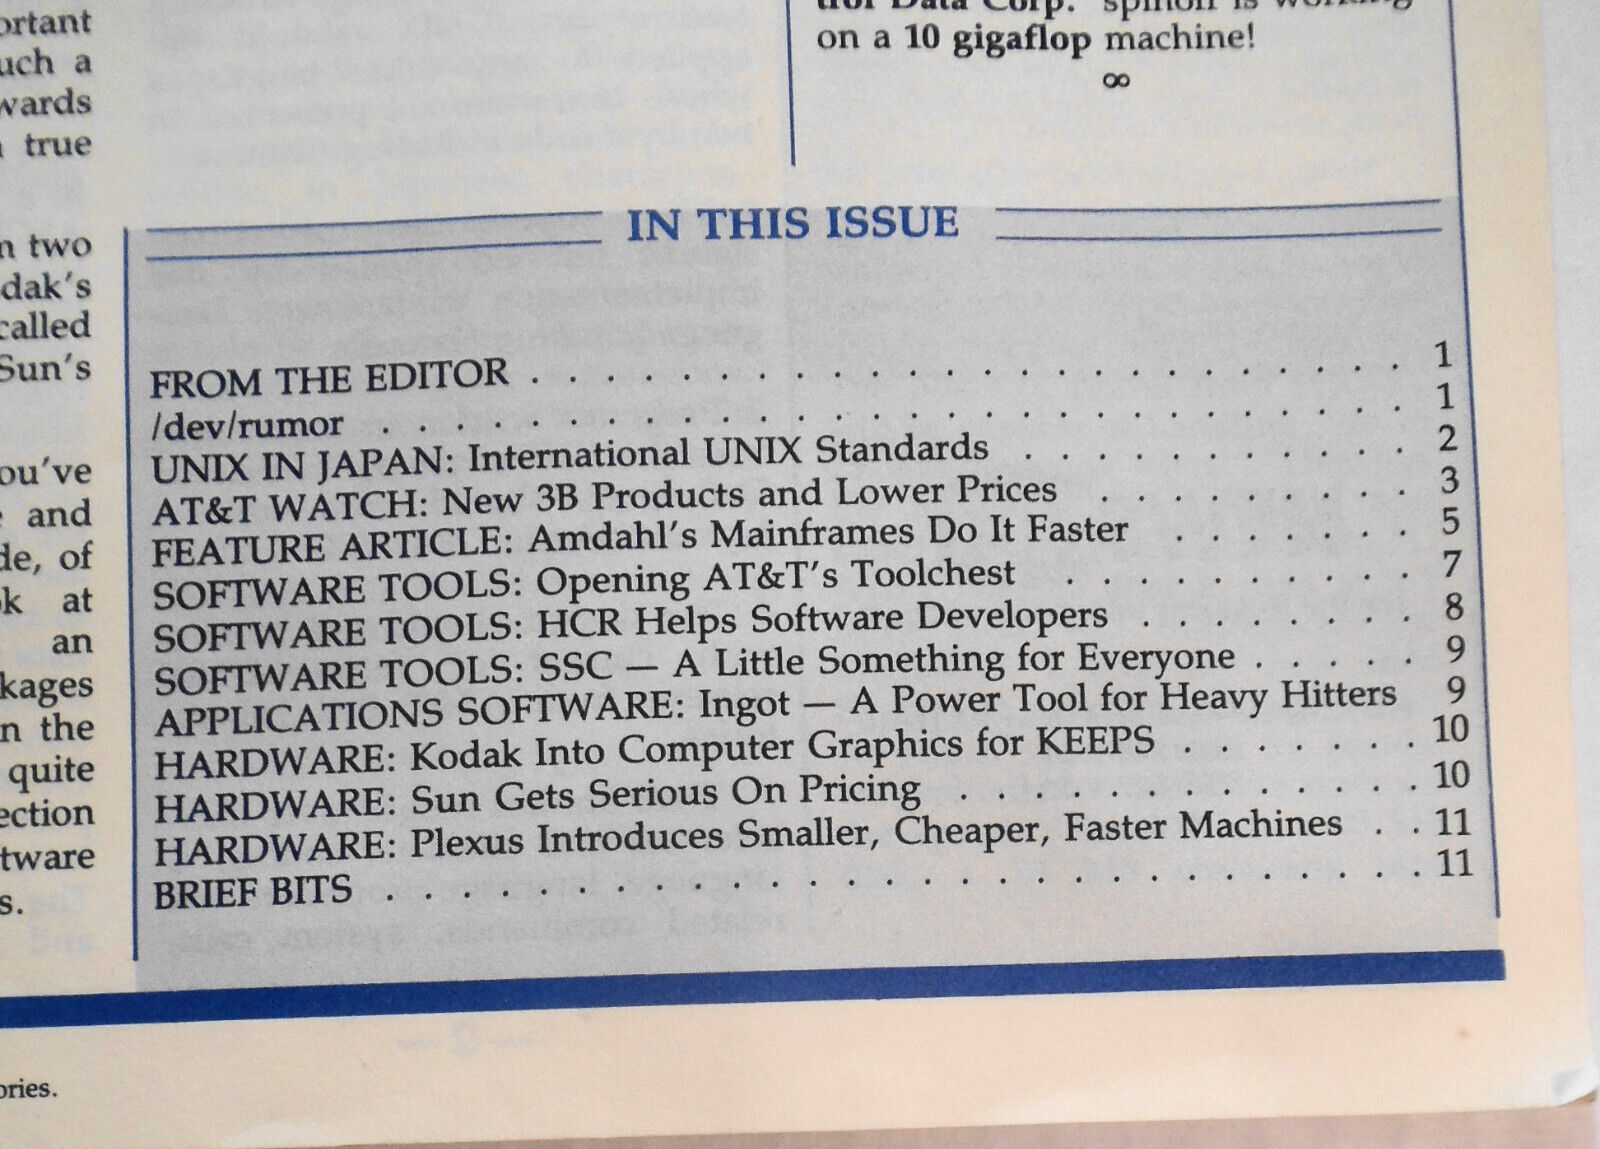 ortant
uch a
wards
true
n two
dak's
called
Sun's
ou've
and
de, of
k at
an
kages
n the
quite
ection
tware
s.
trol Data Corp. spinoff is working
on a 10 gigaflop machine!
∞
IN THIS ISSUE
FROM THE EDITOR . . . . . . . . . . . . . . . . . . . . . . . 1
/dev/rumor . . . . . . . . . . . . . . . . . . . . . . . . . . . 1
UNIX IN JAPAN: International UNIX Standards . . . . . . . . . . . 2
AT&T WATCH: New 3B Products and Lower Prices . . . . . . . . . 3
FEATURE ARTICLE: Amdahl's Mainframes Do It Faster . . . . . . . 5
SOFTWARE TOOLS: Opening AT&T's Toolchest . . . . . . . . . . 7
SOFTWARE TOOLS: HCR Helps Software Developers . . . . . . . . 8
SOFTWARE TOOLS: SSC — A Little Something for Everyone . . . . . 9
APPLICATIONS SOFTWARE: Ingot — A Power Tool for Heavy Hitters 9
HARDWARE: Kodak Into Computer Graphics for KEEPS . . . . . . . 10
HARDWARE: Sun Gets Serious On Pricing . . . . . . . . . . . . . 10
HARDWARE: Plexus Introduces Smaller, Cheaper, Faster Machines . . 11
BRIEF BITS . . . . . . . . . . . . . . . . . . . . . . . . . . . 11
ories.